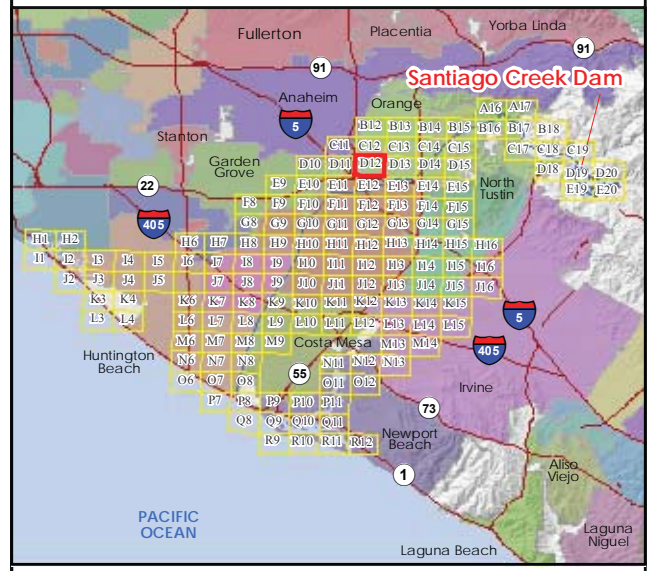 Yorba Linda
Fullerton
Placentia
91
91
Santiago Creek Dam
Anaheim
Orange
A16 A17
5
B12 B13 B14 B15 B16 B17 B18
Stanton
C11 C12 C13 C14 C15 C17 C18 C19
Garden
Grove
D10 D11 D12 D13 D14 D15 D18 D19 D20
22
E9 E10 E11 E12 E13 E14 E15 E19 E20
North
Tustin
405
F8 F9 F10 F11 F12 F13 F14 F15
G8 G9 G10 G11 G12 G13 G14 G15
H1 H2 H6 H7 H8 H9 H10 H11 H12 H13 H14 H15 H16
I1 I2 I3 I4 I5 I6 I7 I8 I9 I10 I11 I12 I13 I14 I15 I16
J2 J3 J4 J5 J7 J8 J9 J10 J11 J12 J13 J14 J15 J16
K3 K4 K6 K7 K8 K9 K10 K11 K12 K13 K14 K15
5
L3 L4 L6 L7 L8 L9 L10 L11 L12 L13 L14 L15
M6 M7 M8 M9 Costa Mesa M13 M14
405
Huntington
Beach
N6 N7 N8 N11 N12 N13
55
O6 O7 O8 O11 O12
Irvine
P7 P8 P9 P10 P11
73
Q8 Q9 Q10 Q11
Newport
Beach
R9 R10 R11 R12
1
Aliso
Viejo
PACIFIC
OCEAN
Laguna
Niguel
Laguna Beach